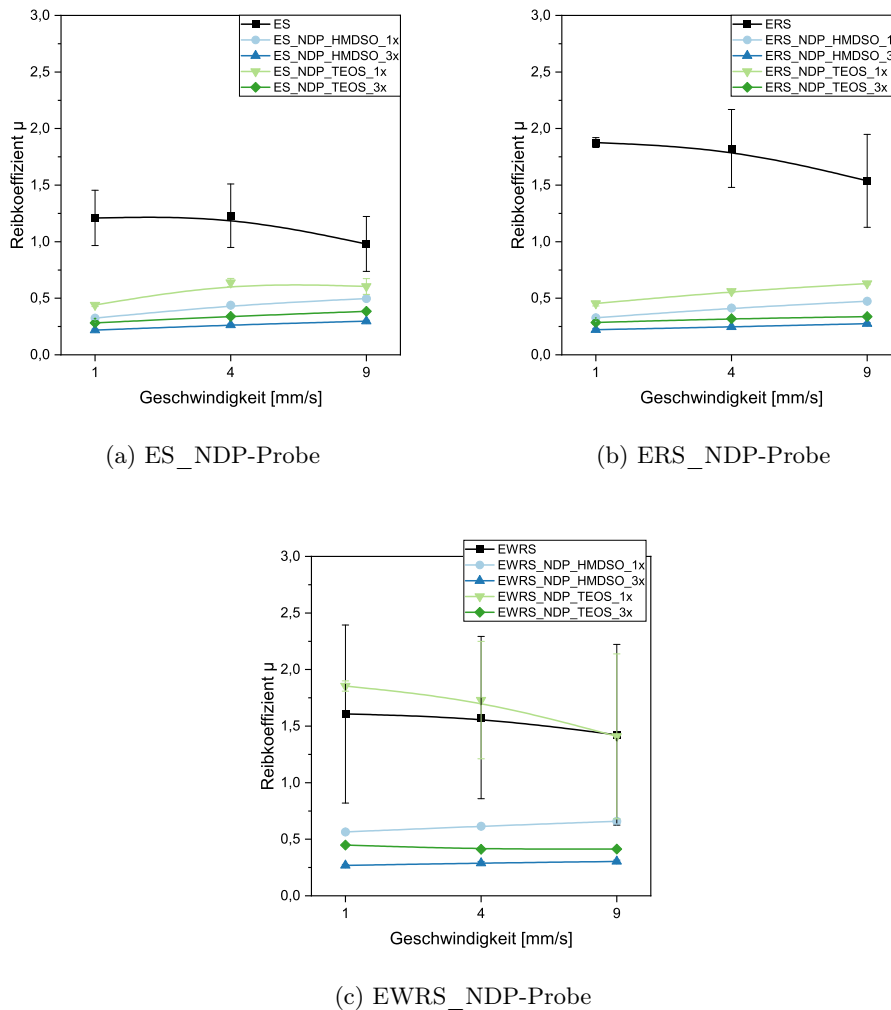 3,0
2,5
2,0
1,5
1,0
0,5
0,0
Reibkoeffizient μ
ES
ES_NDP_HMDSO_1x
ES_NDP_HMDSO_3x
ES_NDP_TEOS_1x
ES_NDP_TEOS_3x
1
4
9
Geschwindigkeit [mm/s]
(a) ES_NDP-Probe
3,0
2,5
2,0
1,5
1,0
0,5
0,0
Reibkoeffizient μ
ERS
ERS_NDP_HMDSO_1
ERS_NDP_HMDSO_3
ERS_NDP_TEOS_1x
ERS_NDP_TEOS_3x
1
4
9
Geschwindigkeit [mm/s]
(b) ERS_NDP-Probe
3,0
2,5
2,0
1,5
1,0
0,5
0,0
Reibkoeffizient μ
EWRS
EWRS_NDP_HMDSO_1x
EWRS_NDP_HMDSO_3x
EWRS_NDP_TEOS_1x
EWRS_NDP_TEOS_3x
1
4
9
Geschwindigkeit [mm/s]
(c) EWRS_NDP-Probe